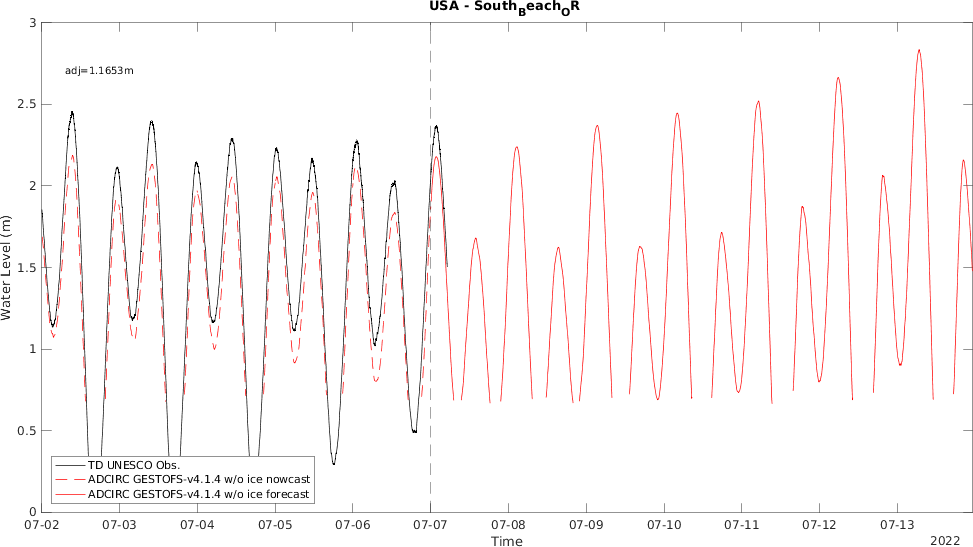 USA - South_Beach_OR
adj=1.1653m
3
2.5
2
1.5
1
0.5
0
Water Level (m)
TD UNESCO Obs.
ADCIRC GESTOFS-v4.1.4 w/o ice nowcast
ADCIRC GESTOFS-v4.1.4 w/o ice forecast
07-02 07-03 07-04 07-05 07-06 07-07 07-08 07-09 07-10 07-11 07-12 07-13
Time
2022